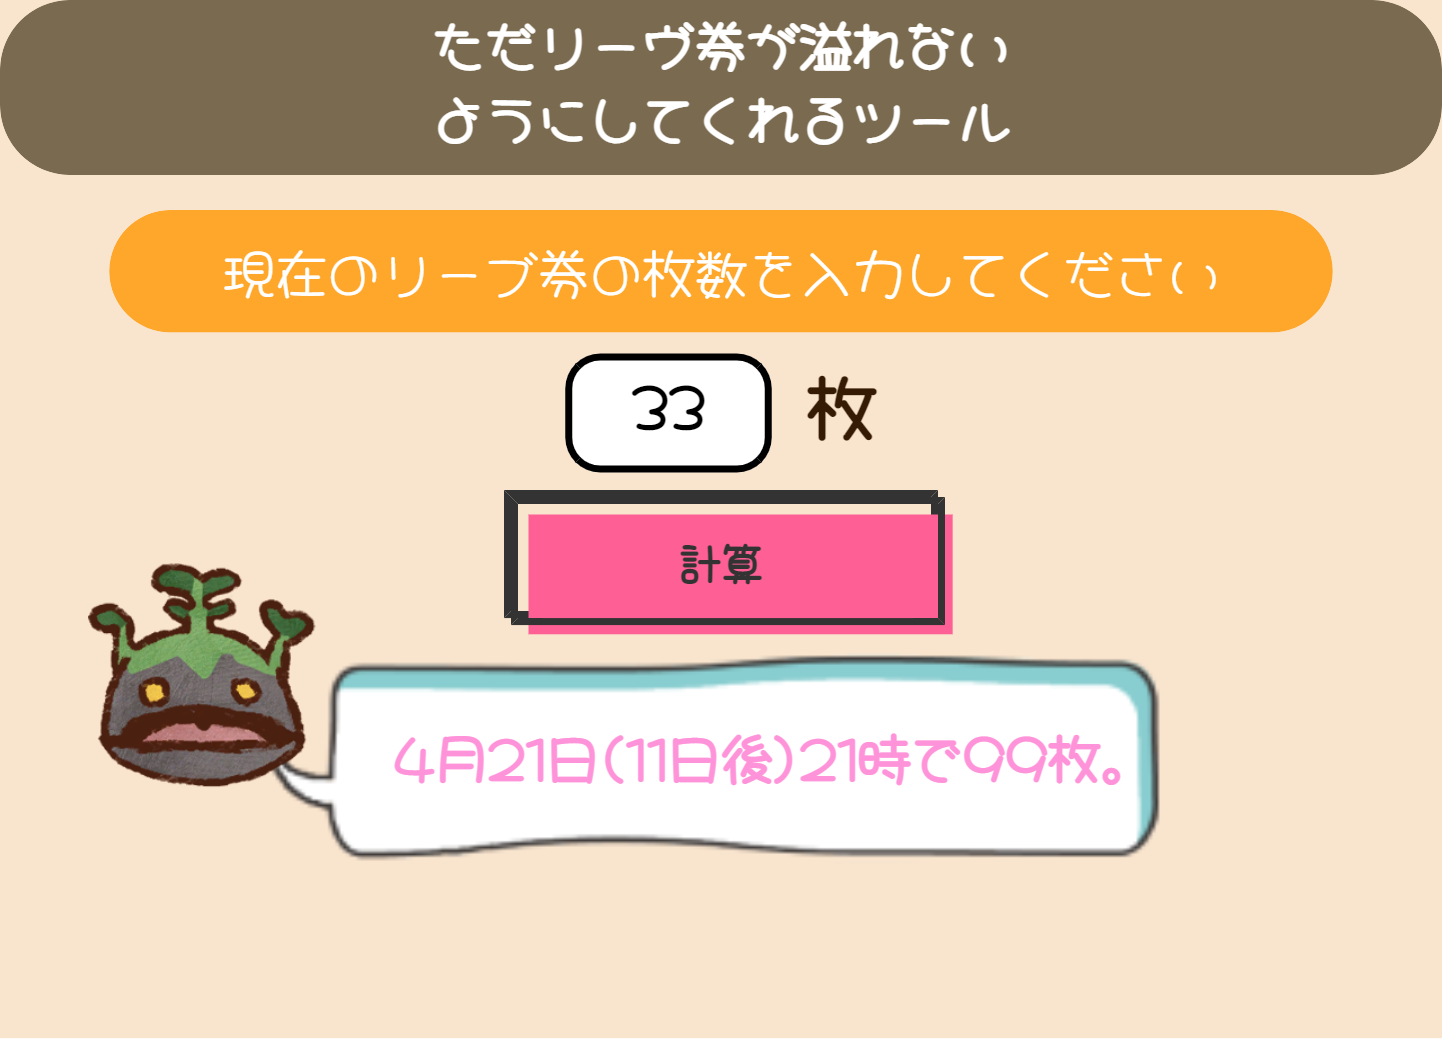 ただリーヴ券が溢れない
ようにしてくれるツール
現在のリーブ券の枚数を入力してください
33 枚
計算
4月21日(11日後)21時で99枚。